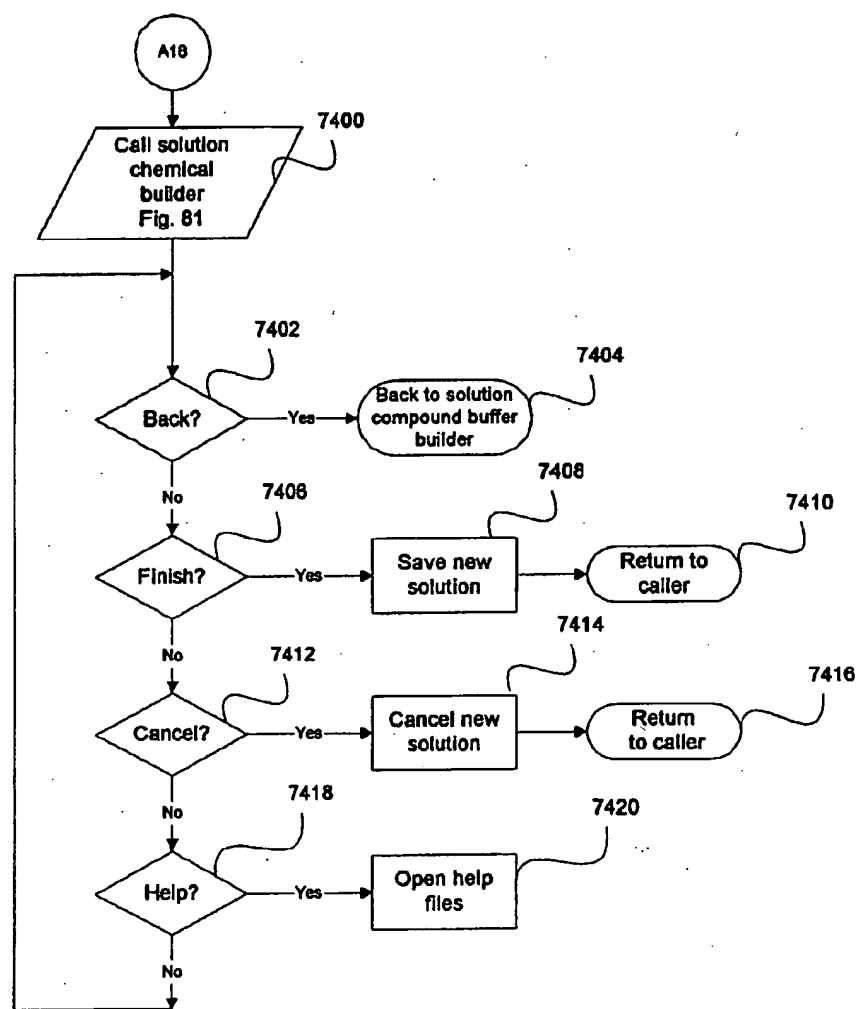 A18
7400
Call solution
chemical
builder
Fig. 81
7402
7404
Back?
Yes
Back to solution
compound buffer
builder
No
7406
7408
7410
Finish?
Yes
Save new
solution
Return to
caller
No
7412
7414
7416
Cancel?
Yes
Cancel new
solution
Return
to caller
No
7418
7420
Help?
Yes
Open help
files
No